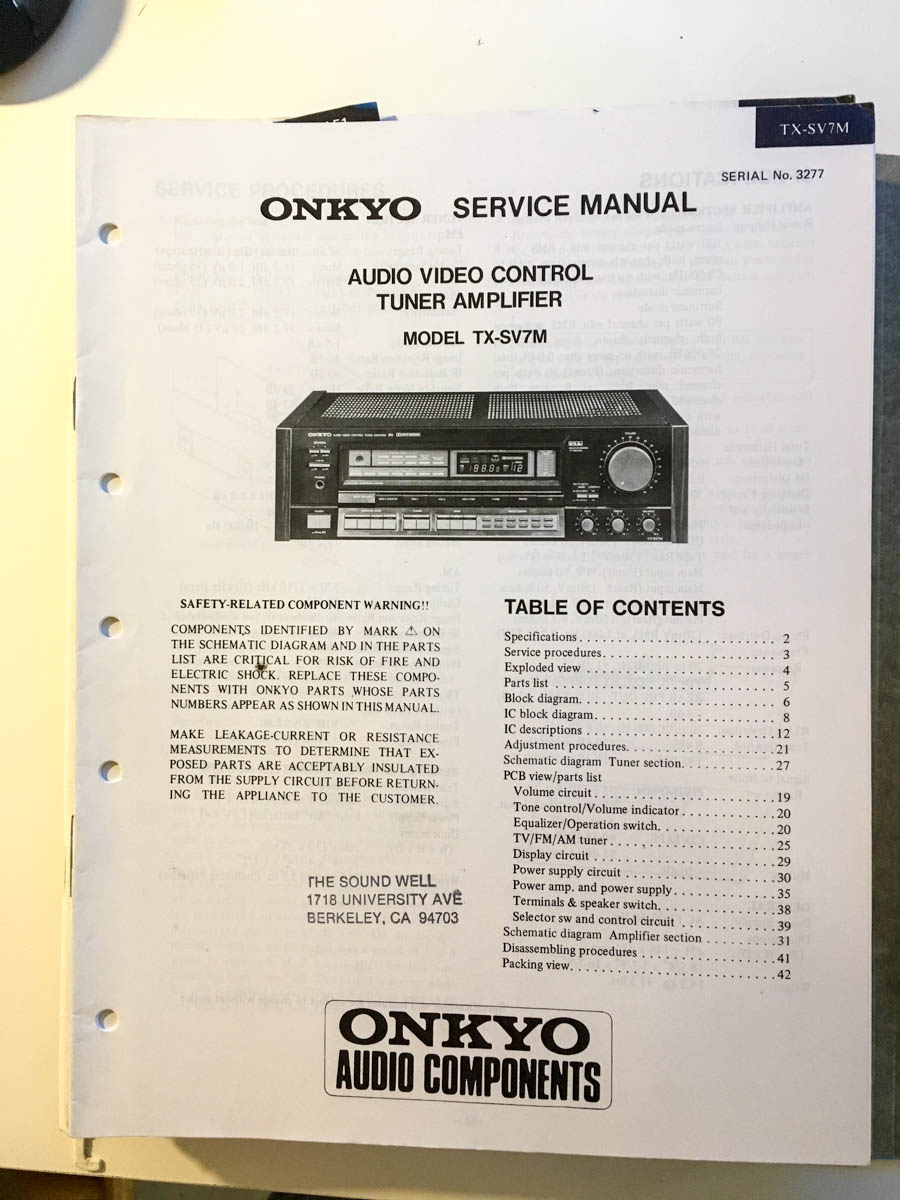 TX-SV7M
SERIAL No. 3277
ONKYO SERVICE MANUAL
AUDIO VIDEO CONTROL
TUNER AMPLIFIER
MODEL TX-SV7M
ONKYO
SAFETY-RELATED COMPONENT WARNING!!
COMPONENTS IDENTIFIED BY MARK ⚠ ON
THE SCHEMATIC DIAGRAM AND IN THE PARTS
LIST ARE CRITICAL FOR RISK OF FIRE AND
ELECTRIC SHOCK. REPLACE THESE COMPO-
NENTS WITH ONKYO PARTS WHOSE PARTS
NUMBERS APPEAR AS SHOWN IN THIS MANUAL.
MAKE LEAKAGE-CURRENT OR RESISTANCE
MEASUREMENTS TO DETERMINE THAT EX-
POSED PARTS ARE ACCEPTABLY INSULATED
FROM THE SUPPLY CIRCUIT BEFORE RETURN-
ING THE APPLIANCE TO THE CUSTOMER.
THE SOUND WELL
1718 UNIVERSITY AVE
BERKELEY, CA 94703
TABLE OF CONTENTS
Specifications . . . . . . . . . . . . . . . . . . . . . . . . 2
Service procedures . . . . . . . . . . . . . . . . . . . . . 3
Exploded view . . . . . . . . . . . . . . . . . . . . . . . . 4
Parts list . . . . . . . . . . . . . . . . . . . . . . . . . . . 5
Block diagram . . . . . . . . . . . . . . . . . . . . . . . . 6
IC block diagram . . . . . . . . . . . . . . . . . . . . . . 8
IC descriptions . . . . . . . . . . . . . . . . . . . . . . . 12
Adjustment procedures . . . . . . . . . . . . . . . . . . 21
Schematic diagram Tuner section . . . . . . . . . . . 27
PCB view/parts list
Volume circuit . . . . . . . . . . . . . . . . . . . . . . 19
Tone control/Volume indicator . . . . . . . . . . . . 20
Equalizer/Operation switch . . . . . . . . . . . . . . 20
TV/FM/AM tuner . . . . . . . . . . . . . . . . . . . . 25
Display circuit . . . . . . . . . . . . . . . . . . . . . . 29
Power supply circuit . . . . . . . . . . . . . . . . . . 30
Power amp. and power supply . . . . . . . . . . . . 35
Terminals & speaker switch . . . . . . . . . . . . . . 38
Selector sw and control circuit . . . . . . . . . . . . 39
Schematic diagram Amplifier section . . . . . . . . . 31
Disassembling procedures . . . . . . . . . . . . . . . . 41
Packing view . . . . . . . . . . . . . . . . . . . . . . . . 42
ONKYO
AUDIO COMPONENTS